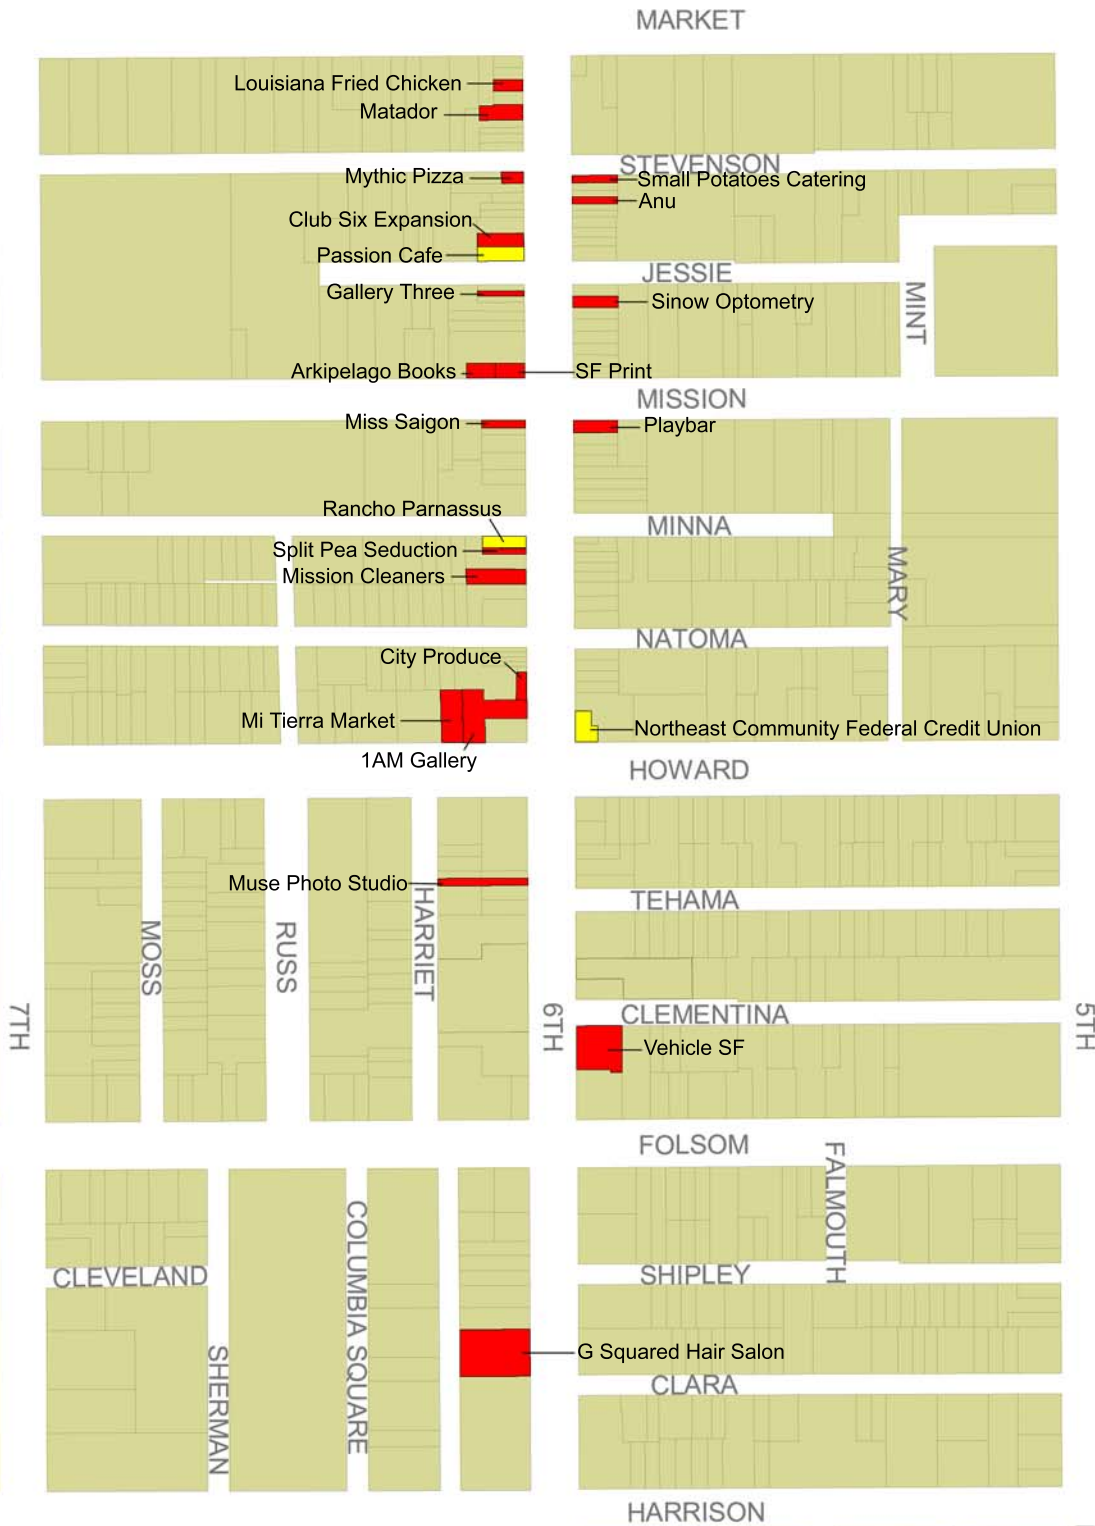 MARKET
Louisiana Fried Chicken
Matador
STEVENSON
Mythic Pizza
Small Potatoes Catering
Anu
Club Six Expansion
Passion Cafe
JESSIE
MINT
Gallery Three
Sinow Optometry
Arkipelago Books
SF Print
MISSION
Miss Saigon
Playbar
Rancho Parnassus
MINNA
Split Pea Seduction
Mission Cleaners
MARY
NATOMA
City Produce
Mi Tierra Market
Northeast Community Federal Credit Union
1AM Gallery
HOWARD
Muse Photo Studio
HARRIET
TEHAMA
MOSS
RUSS
7TH
6TH
CLEMENTINA
5TH
Vehicle SF
FOLSOM
FALMOUTH
COLUMBIA SQUARE
CLEVELAND
SHIPLEY
SHERMAN
G Squared Hair Salon
CLARA
HARRISON